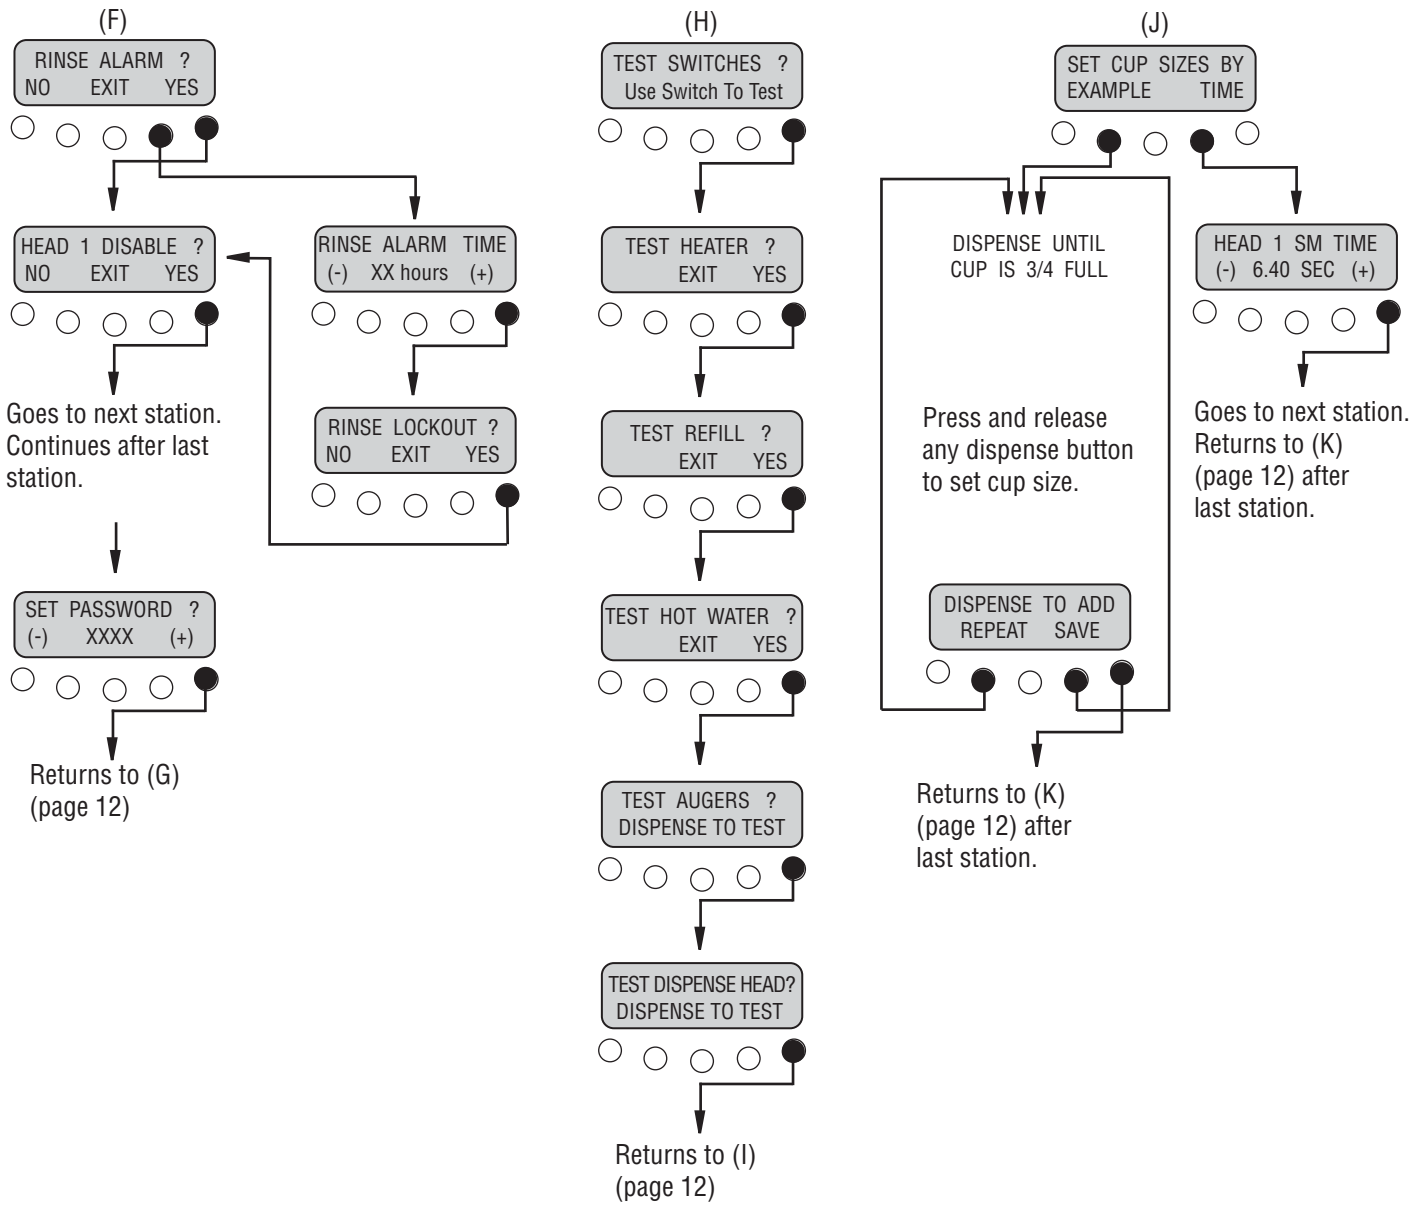 (F)
RINSE ALARM ?
NO EXIT YES
HEAD 1 DISABLE ?
NO EXIT YES
RINSE ALARM TIME
(-) XX hours (+)
Goes to next station.
Continues after last
station.
RINSE LOCKOUT ?
NO EXIT YES
SET PASSWORD ?
(-) XXXX (+)
Returns to (G)
(page 12)
(H)
TEST SWITCHES ?
Use Switch To Test
TEST HEATER ?
EXIT YES
TEST REFILL ?
EXIT YES
TEST HOT WATER ?
EXIT YES
TEST AUGERS ?
DISPENSE TO TEST
TEST DISPENSE HEAD?
DISPENSE TO TEST
Returns to (I)
(page 12)
(J)
SET CUP SIZES BY
EXAMPLE TIME
DISPENSE UNTIL
CUP IS 3/4 FULL
HEAD 1 SM TIME
(-) 6.40 SEC (+)
Press and release
any dispense button
to set cup size.
Goes to next station.
Returns to (K)
(page 12) after
last station.
DISPENSE TO ADD
REPEAT SAVE
Returns to (K)
(page 12) after
last station.